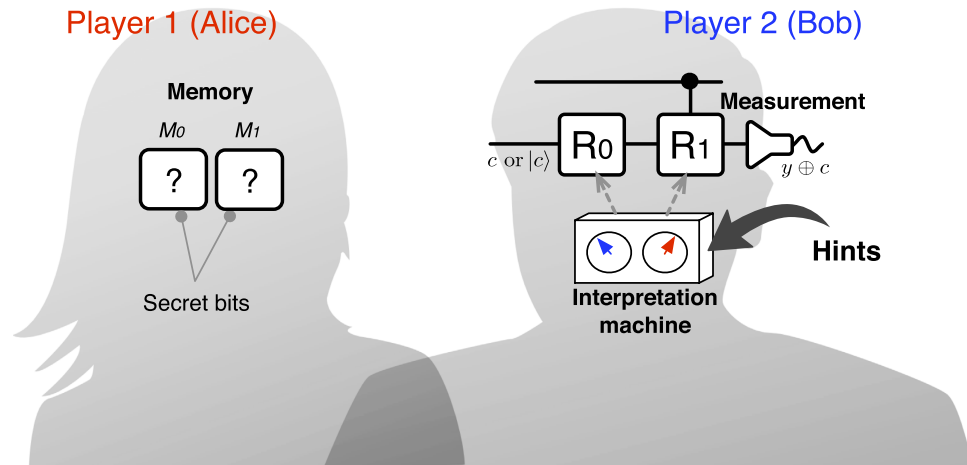 Player 1 (Alice)
Player 2 (Bob)
Memory
M0 M1
? ?
Secret bits
Measurement
R0 R1
c or |c⟩
y ⊕ c
Hints
Interpretation
machine